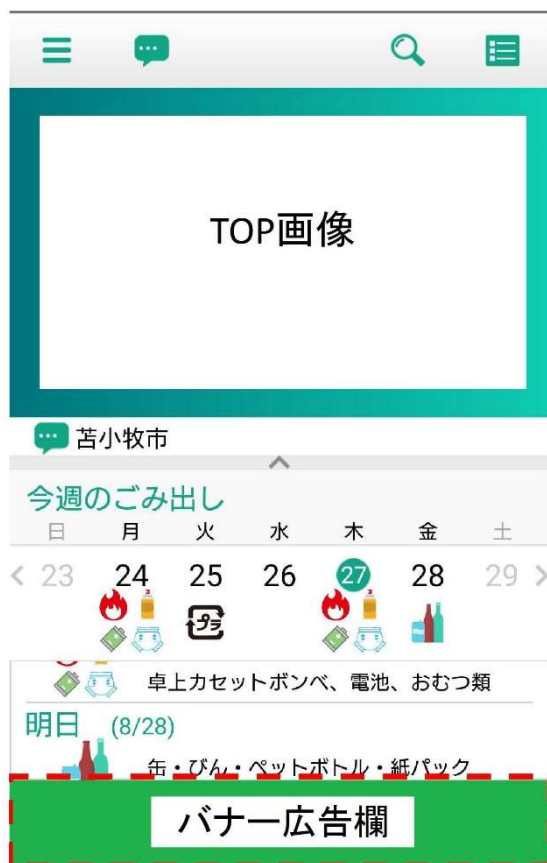 TOP画像
苫小牧市
今週のごみ出し
日 月 火 水 木 金 土
23 24 25 26 27 28 29
プラ
卓上カセットボンベ、電池、おむつ類
明日 (8/28)
缶・びん・ペットボトル・紙パック
バナー広告欄